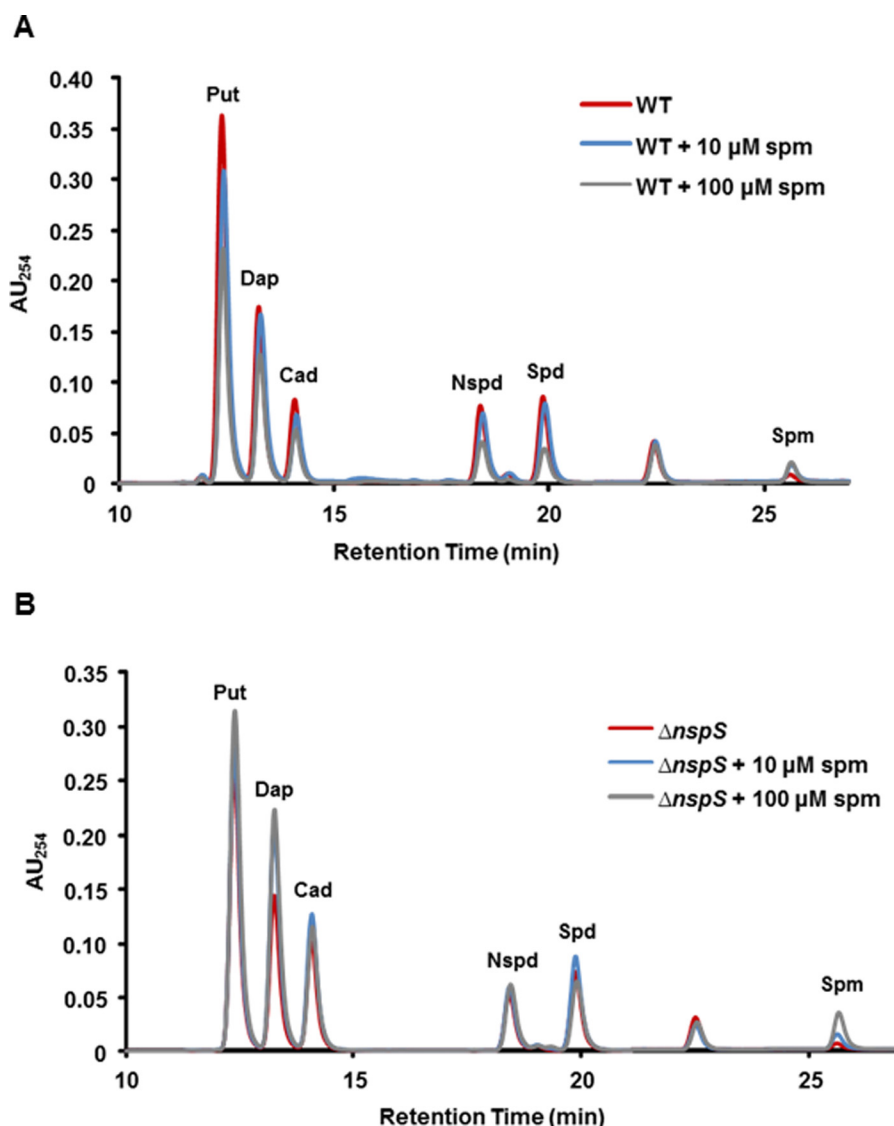 A
0.40
0.35
0.30
0.25
0.20
0.15
0.10
0.05
0
AU254
Put
Dap
Cad
Nspd
Spd
Spm
WT
WT + 10 µM spm
WT + 100 µM spm
10 15 20 25
Retention Time (min)
B
0.35
0.30
0.25
0.20
0.15
0.10
0.05
0
AU254
Put
Dap
Cad
Nspd
Spd
Spm
ΔnspS
ΔnspS + 10 µM spm
ΔnspS + 100 µM spm
10 15 20 25
Retention Time (min)